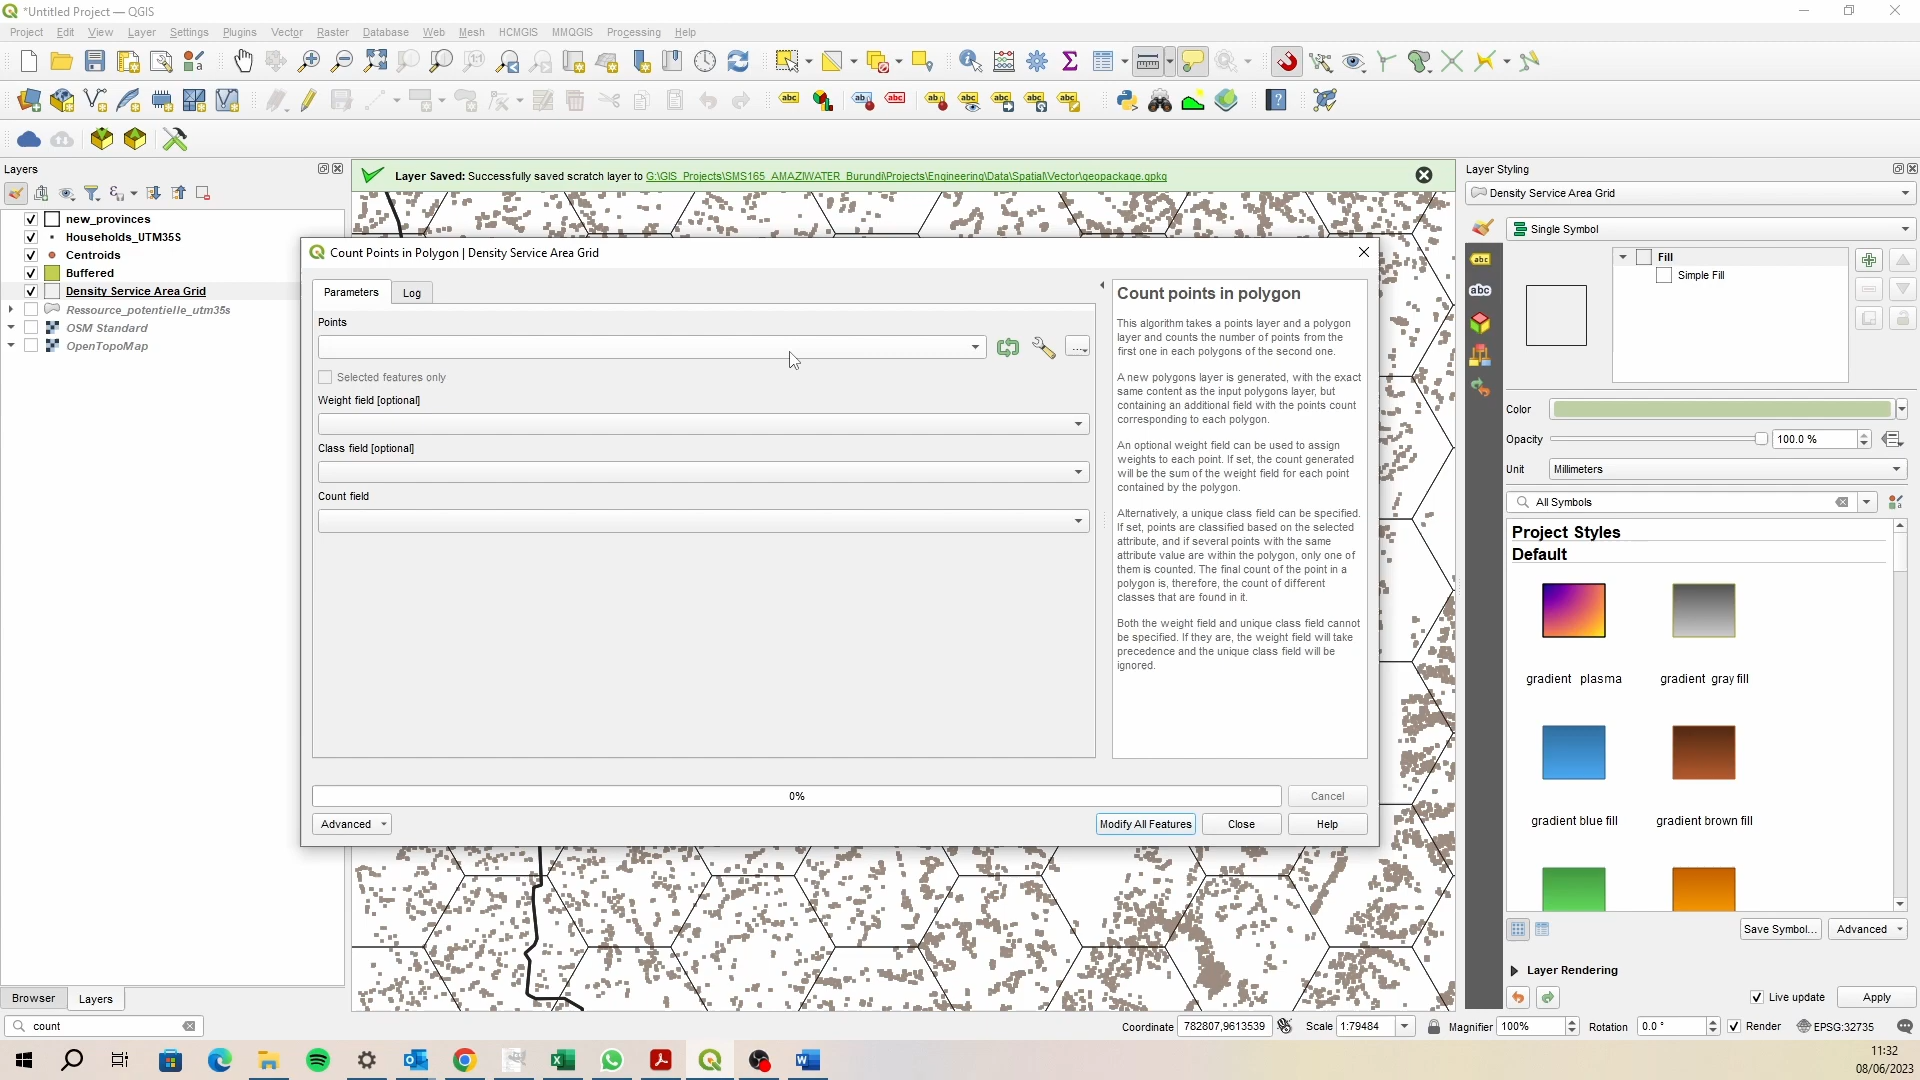 *Untitled Project — QGIS
Project Edit View Layer Settings Plugins Vector Raster Database Web Mesh HCMGIS MMQGIS Processing Help
Layers
new_provinces
Households_UTM35S
Centroids
Buffered
Density Service Area Grid
Ressource_potentielle_utm35s
OSM Standard
OpenTopoMap
Browser
Layers
count
Layer Saved: Successfully saved scratch layer to G:\GIS_Projects\SMS165_AMAZIWATER_Burundi\Projects\Engineering\Data\Spatial\Vector\geopackage.gpkg
Count Points in Polygon | Density Service Area Grid
Parameters
Log
Points
Selected features only
Weight field [optional]
Class field [optional]
Count field
Count points in polygon
This algorithm takes a points layer and a polygon
layer and counts the number of points from the
first one in each polygons of the second one.
A new polygons layer is generated, with the exact
same content as the input polygons layer, but
containing an additional field with the points count
corresponding to each polygon.
An optional weight field can be used to assign
weights to each point. If set, the count generated
will be the sum of the weight field for each point
contained by the polygon.
Alternatively, a unique class field can be specified.
If set, points are classified based on the selected
attribute, and if several points with the same
attribute value are within the polygon, only one of
them is counted. The final count of the point in a
polygon is, therefore, the count of different
classes that are found in it.
Both the weight field and unique class field cannot
be specified. If they are, the weight field will take
precedence and the unique class field will be
ignored.
0%
Cancel
Advanced
Modify All Features
Close
Help
Layer Styling
Density Service Area Grid
Single Symbol
Fill
Simple Fill
Color
Opacity
100.0 %
Unit
Millimeters
All Symbols
Project Styles
Default
gradient plasma
gradient gray fill
gradient blue fill
gradient brown fill
Save Symbol...
Advanced
Layer Rendering
Live update
Apply
Coordinate 782807,9613539 Scale 1:79484 Magnifier 100% Rotation 0.0 ° Render EPSG:32735
11:32
08/06/2023